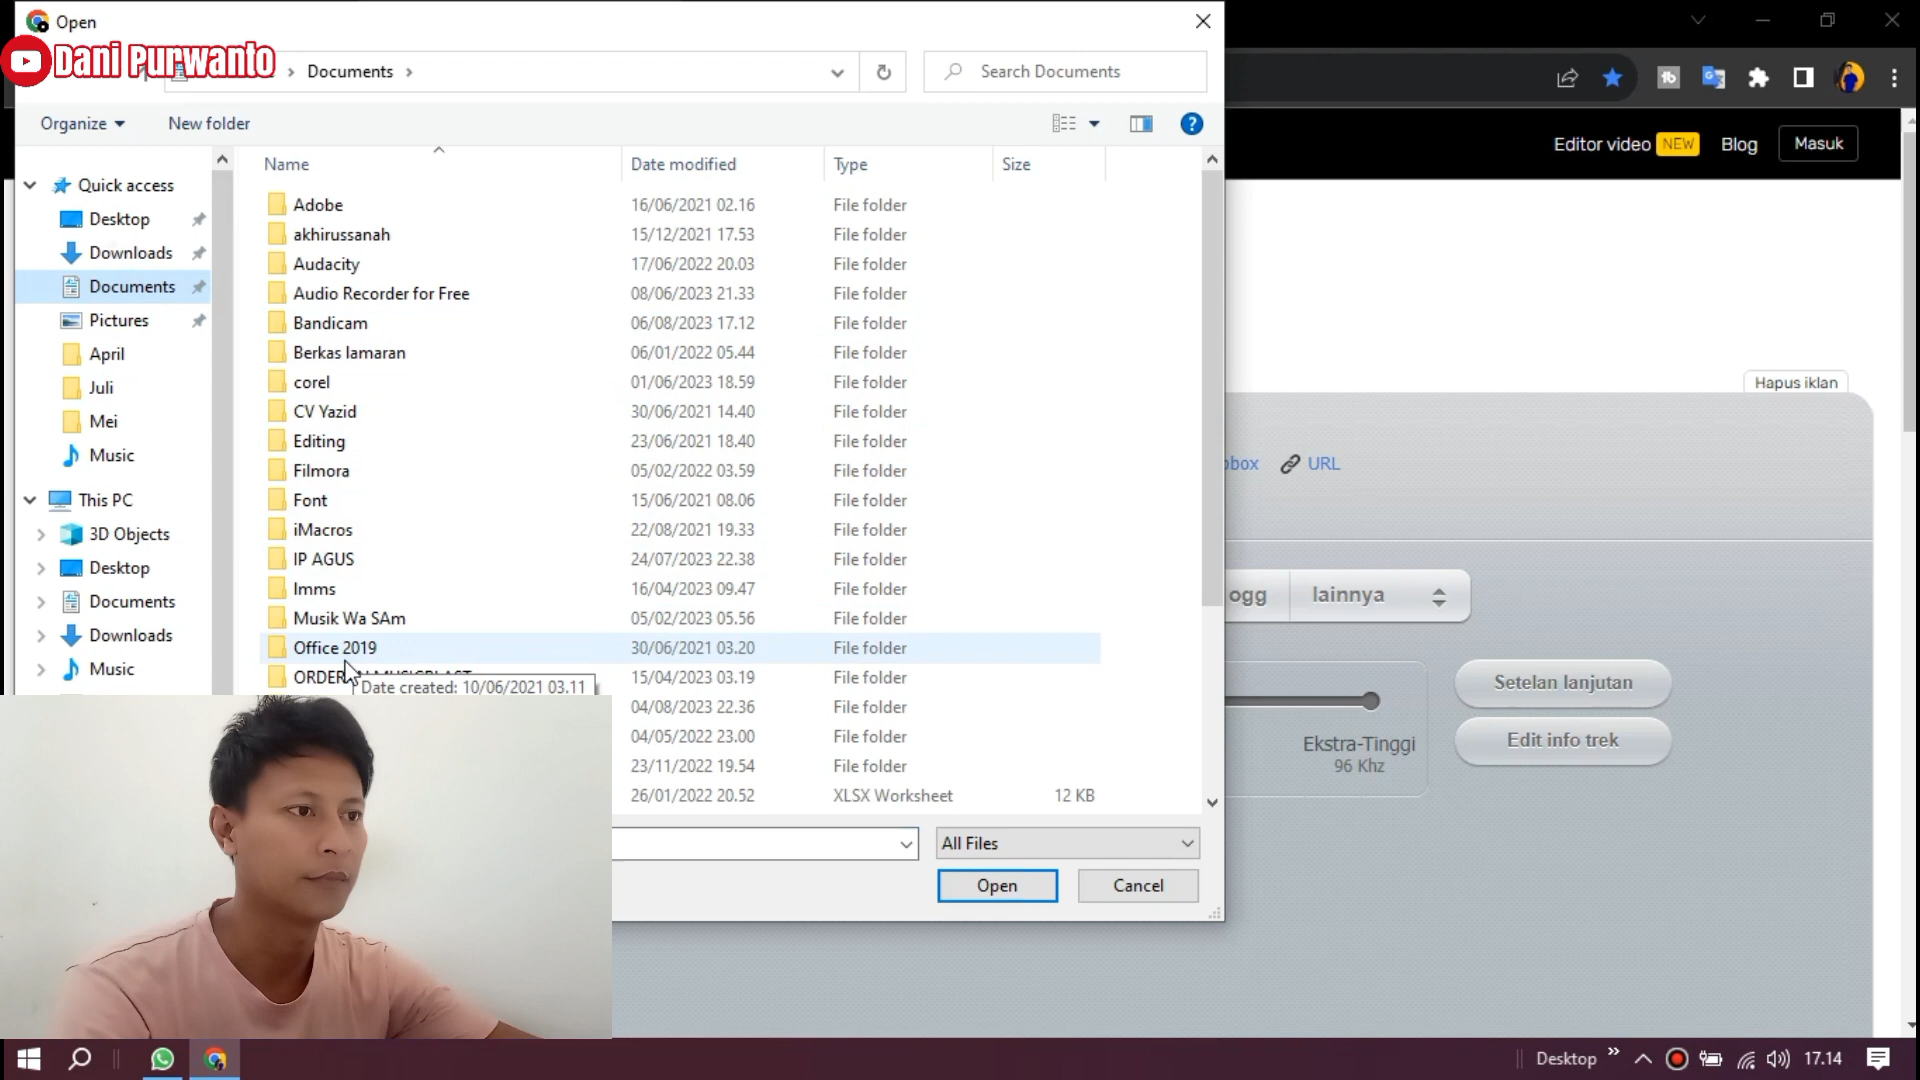 Open
Dani Purwanto
Documents
Search Documents
Organize
New folder
Name
Date modified
Type
Size
Quick access
Desktop
Downloads
Documents
Pictures
April
Juli
Mei
Music
This PC
3D Objects
Desktop
Documents
Downloads
Music
Adobe 16/06/2021 02.16 File folder
akhirussanah 15/12/2021 17.53 File folder
Audacity 17/06/2022 20.03 File folder
Audio Recorder for Free 08/06/2023 21.33 File folder
Bandicam 06/08/2023 17.12 File folder
Berkas lamaran 06/01/2022 05.44 File folder
corel 01/06/2023 18.59 File folder
CV Yazid 30/06/2021 14.40 File folder
Editing 23/06/2021 18.40 File folder
Filmora 05/02/2022 03.59 File folder
Font 15/06/2021 08.06 File folder
iMacros 22/08/2021 19.33 File folder
IP AGUS 24/07/2023 22.38 File folder
lmms 16/04/2023 09.47 File folder
Musik Wa SAm 05/02/2023 05.56 File folder
Office 2019 30/06/2021 03.20 File folder
15/04/2023 03.19 File folder
Date created: 10/06/2021 03.11
04/08/2023 22.36 File folder
04/05/2022 23.00 File folder
23/11/2022 19.54 File folder
26/01/2022 20.52 XLSX Worksheet 12 KB
All Files
Open
Cancel
Editor video NEW Blog Masuk
Hapus iklan
URL
ogg lainnya
Setelan lanjutan
Ekstra-Tinggi
96 Khz
Edit info trek
Desktop
17.14